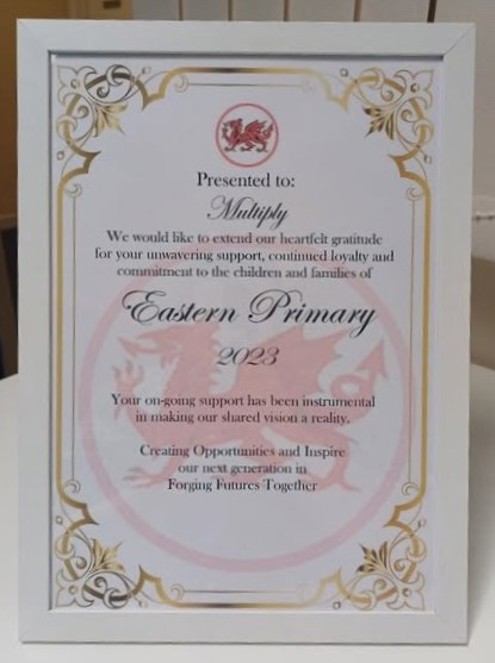 Presented to:
Multiply
We would like to extend our heartfelt gratitude
for your unwavering support, continued loyalty and
commitment to the children and families of
Eastern Primary
2023
Your on-going support has been instrumental
in making our shared vision a reality.
Creating Opportunities and Inspire
our next generation in
Forging Futures Together